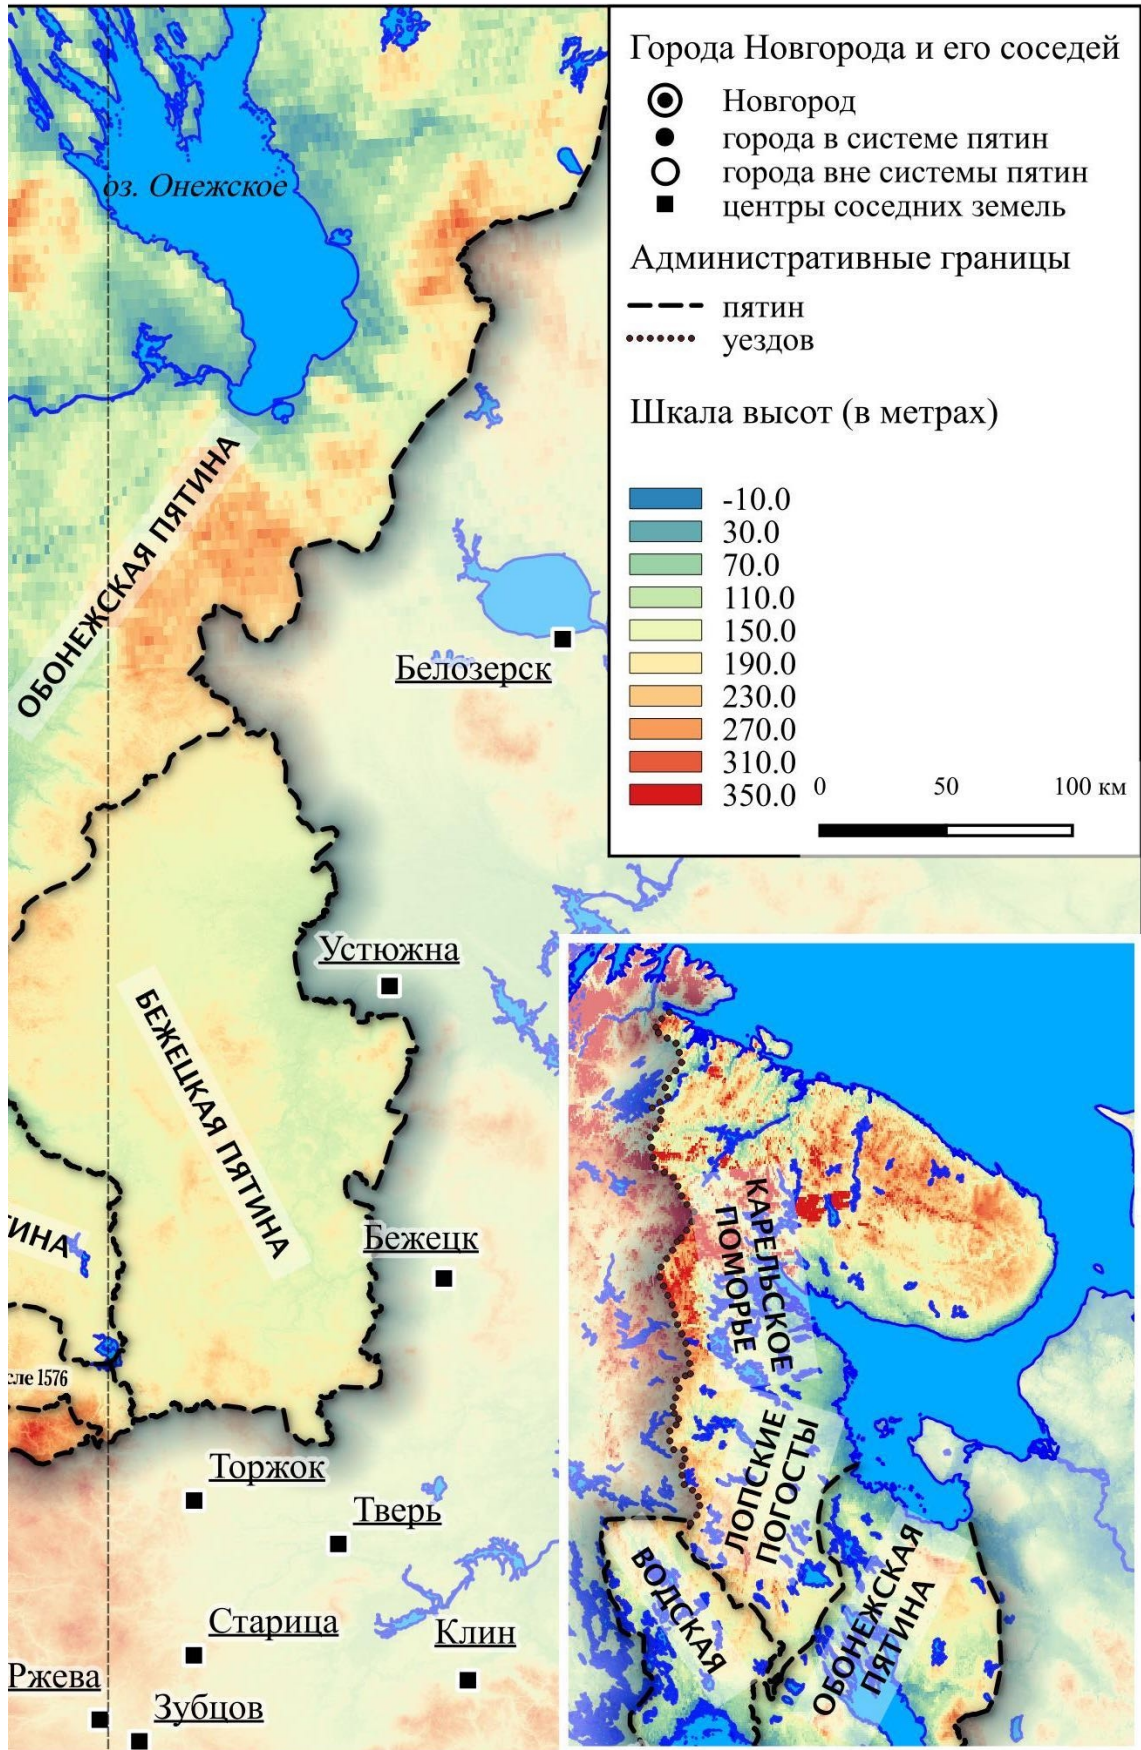 Города Новгорода и его соседей
Новгород
города в системе пятин
города вне системы пятин
центры соседних земель
Административные границы
пятин
уездов
Шкала высот (в метрах)
-10.0
30.0
70.0
110.0
150.0
190.0
230.0
270.0
310.0
350.0
0 50 100 км
оз. Онежское
ОБОНЕЖСКАЯ ПЯТИНА
Белозерск
Устюжна
БЕЖЕЦКАЯ ПЯТИНА
ИНА
Бежецк
сле 1576
Торжок
Тверь
Старица
Клин
Ржева
Зубцов
КАРЕЛЬСКОЕ
ПОМОРЬЕ
ЛОПСКИЕ
ПОГОСТЫ
ВОДСКАЯ
ОБОНЕЖСКАЯ
ПЯТИНА